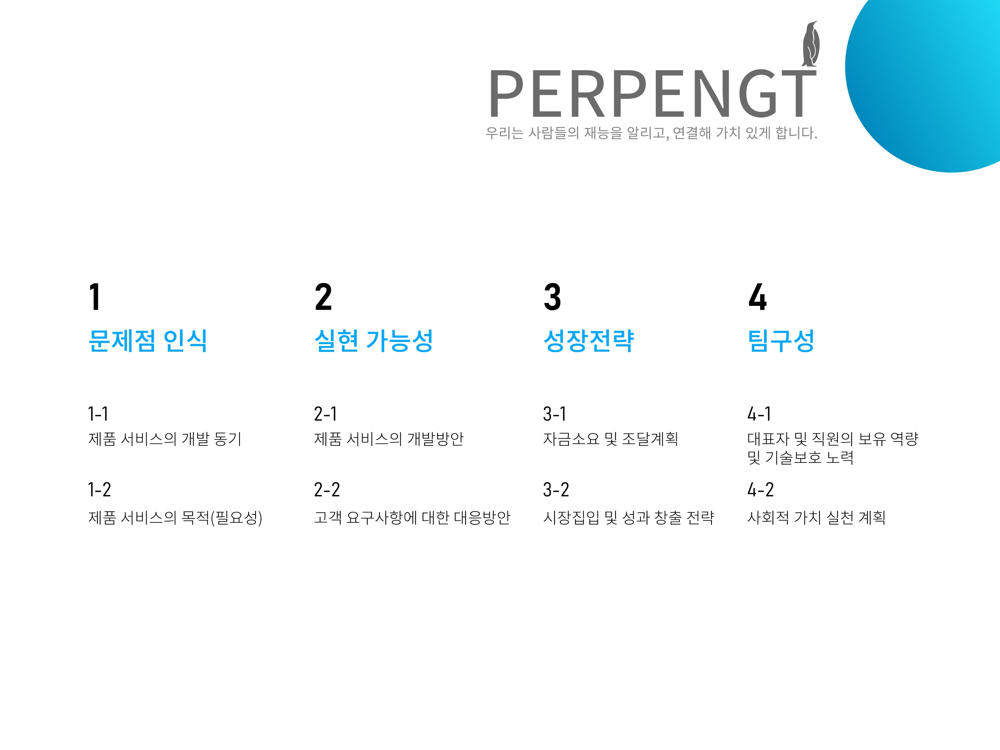 PERPENGT
우리는 사람들의 재능을 알리고, 연결해 가치 있게 합니다.
1
문제점 인식
1-1
제품 서비스의 개발 동기
1-2
제품 서비스의 목적(필요성)
2
실현 가능성
2-1
제품 서비스의 개발방안
2-2
고객 요구사항에 대한 대응방안
3
성장전략
3-1
자금소요 및 조달계획
3-2
시장집입 및 성과 창출 전략
4
팀구성
4-1
대표자 및 직원의 보유 역량
및 기술보호 노력
4-2
사회적 가치 실천 계획